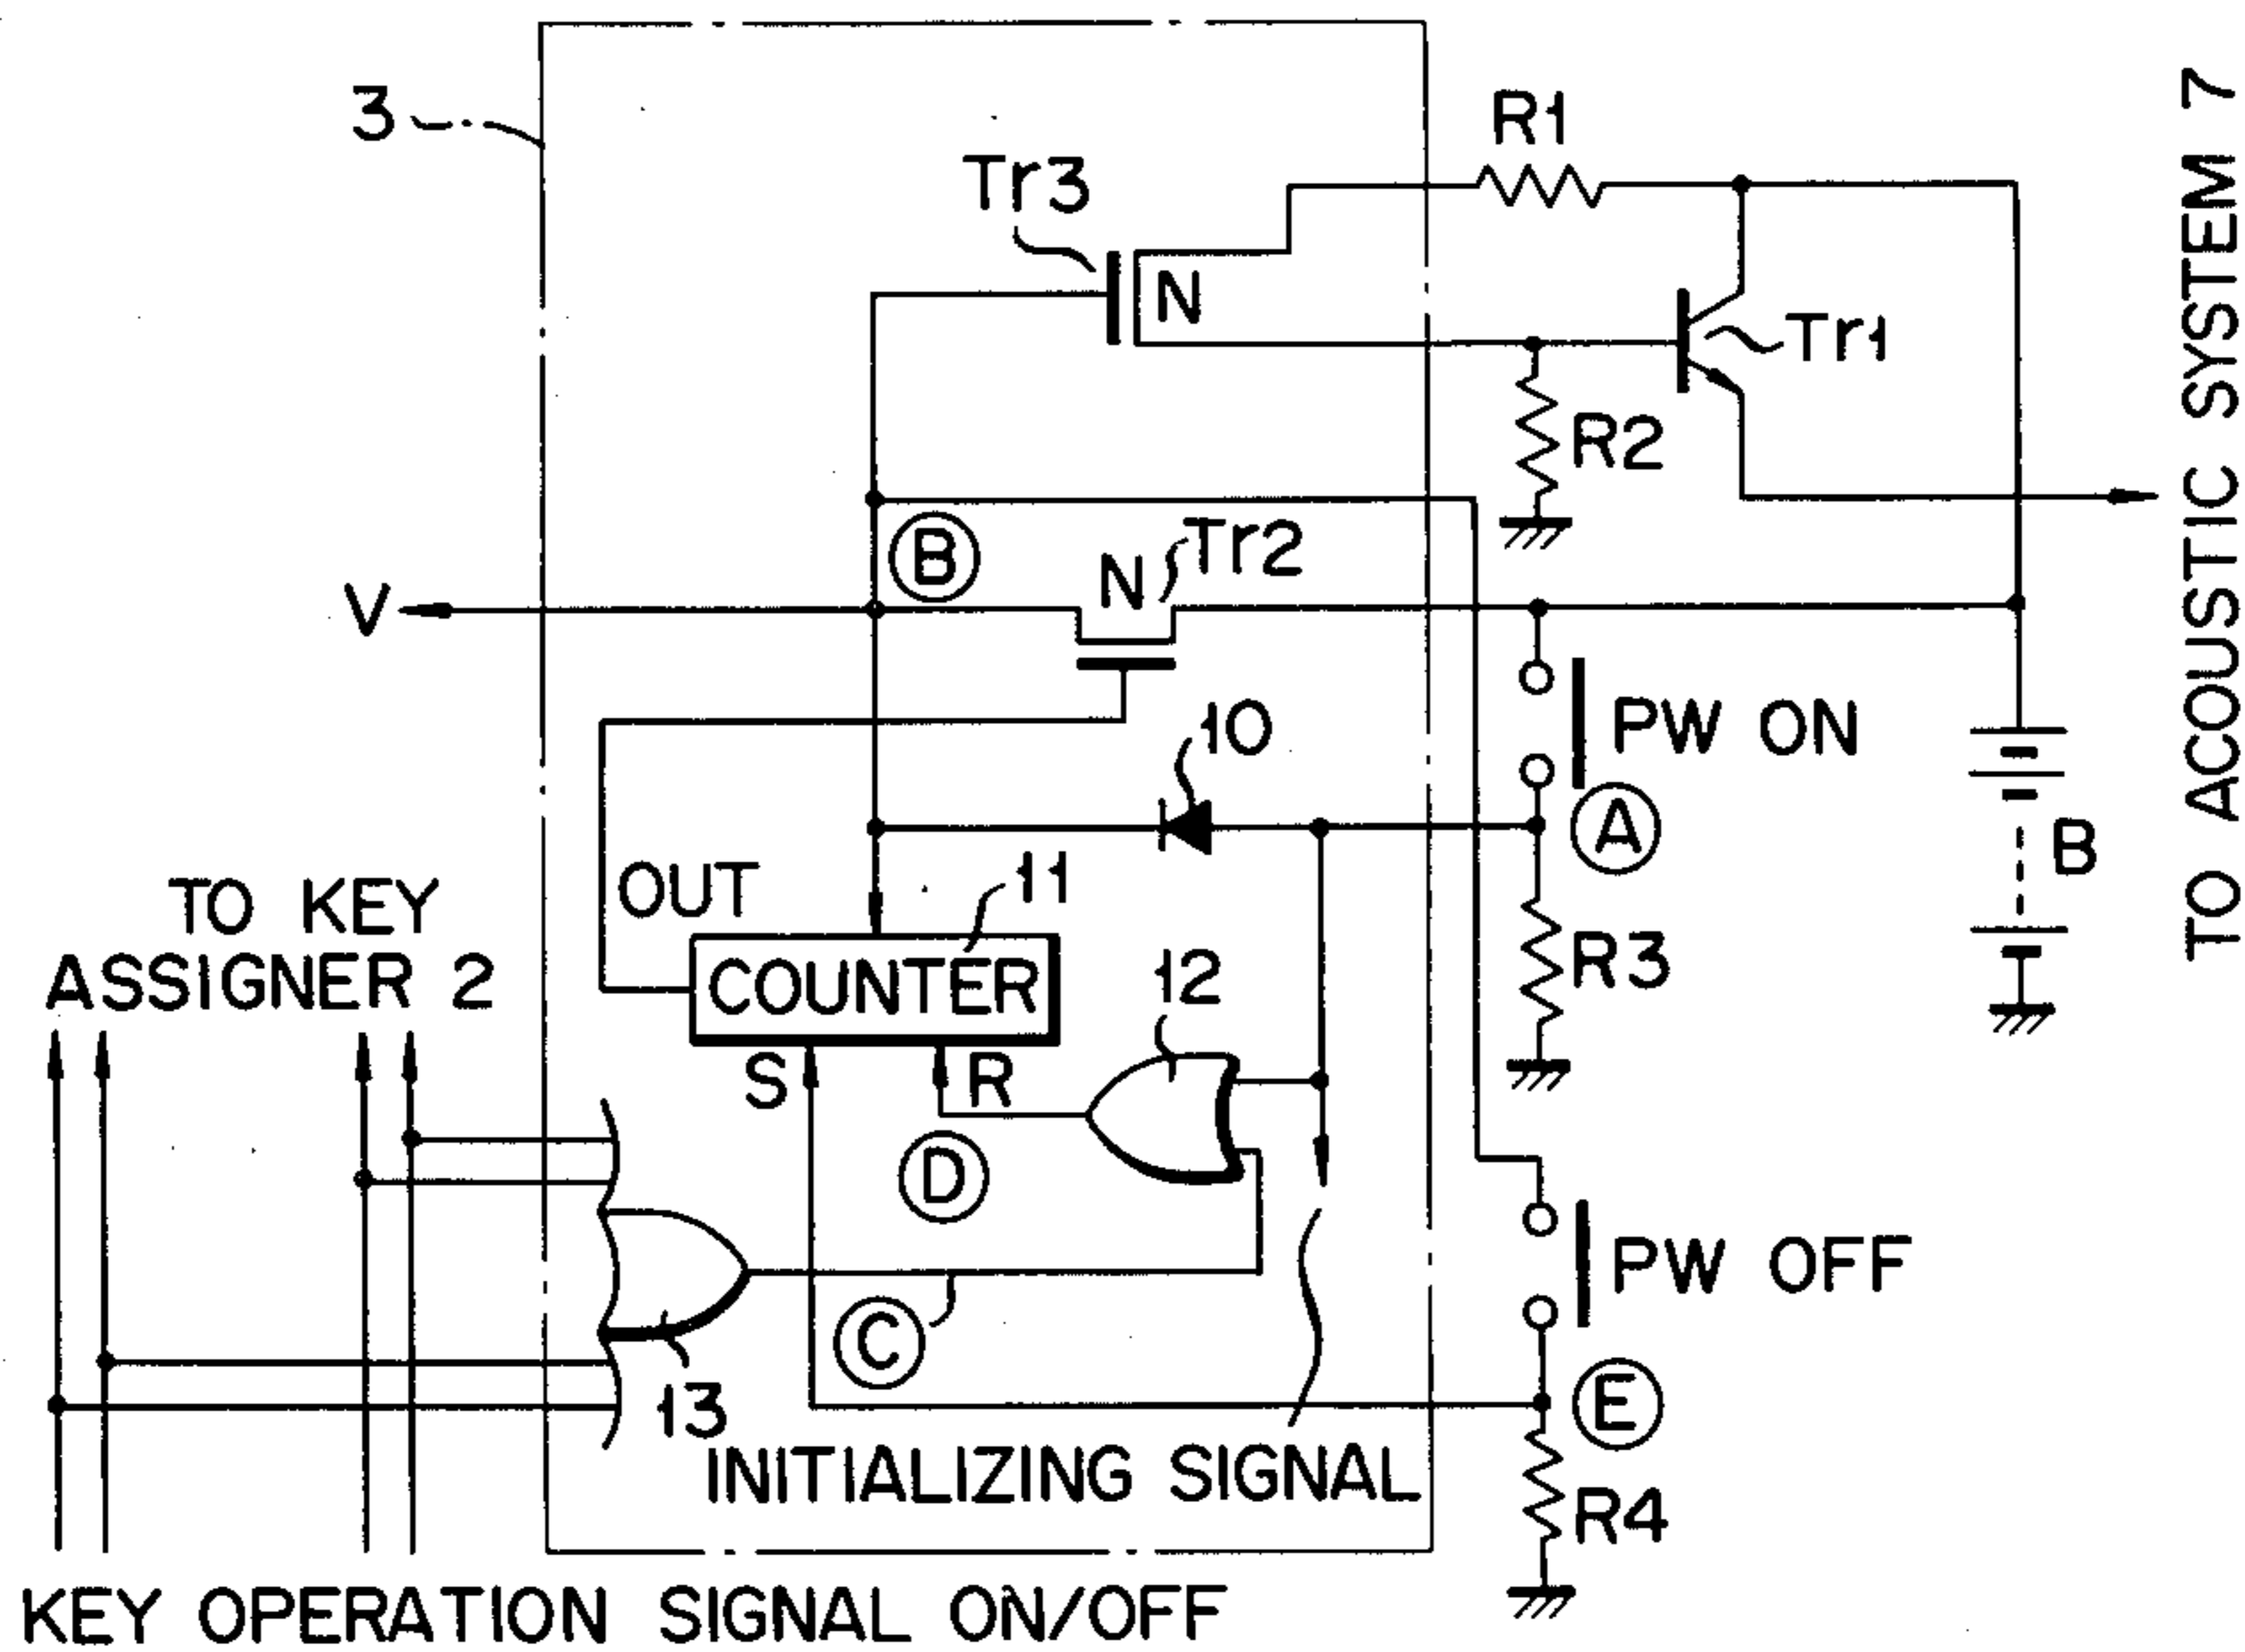 3
R1
Tr3
N
Tr1
R2
B
N
Tr2
V
PW ON
10
A
B
OUT
11
TO KEY
ASSIGNER 2
COUNTER
12
R3
S
R
D
PW OFF
C
E
13
INITIALIZING SIGNAL
R4
KEY OPERATION SIGNAL ON/OFF
TO ACOUSTIC SYSTEM 7